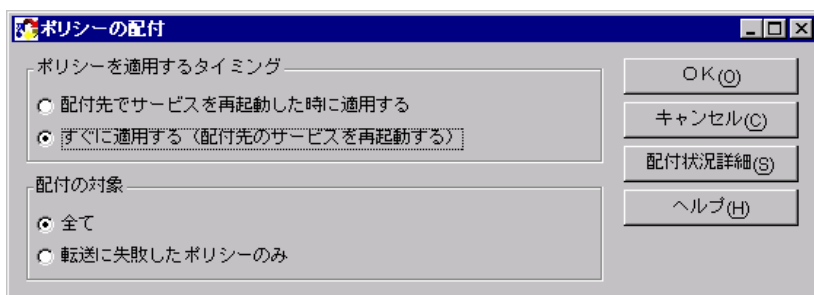 ポリシーの配付
ポリシーを適用するタイミング
配付先でサービスを再起動した時に適用する
すぐに適用する（配付先のサービスを再起動する）
配付の対象
全て
転送に失敗したポリシーのみ
OK(O)
キャンセル(C)
配付状況詳細(S)
ヘルプ(H)